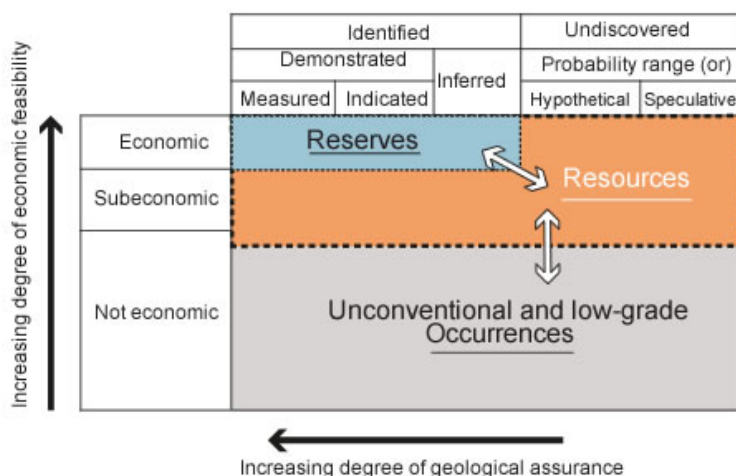 Identified
Undiscovered
Demonstrated
Inferred
Probability range (or)
Measured
Indicated
Hypothetical
Speculative
Increasing degree of economic feasibility
Economic
Reserves
Resources
Subeconomic
Not economic
Unconventional and low-grade
Occurrences
Increasing degree of geological assurance